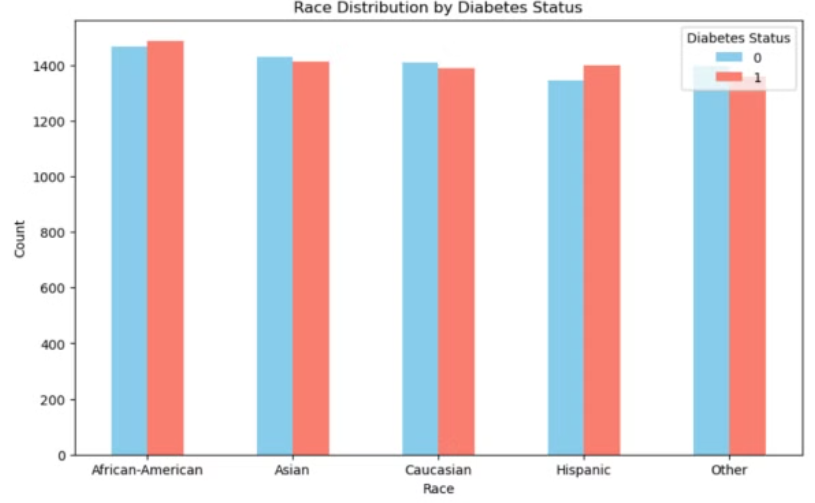 Race Distribution by Diabetes Status
Diabetes Status
0
1
1400
1200
1000
800
600
400
200
0
Count
African-American Asian Caucasian Hispanic Other
Race